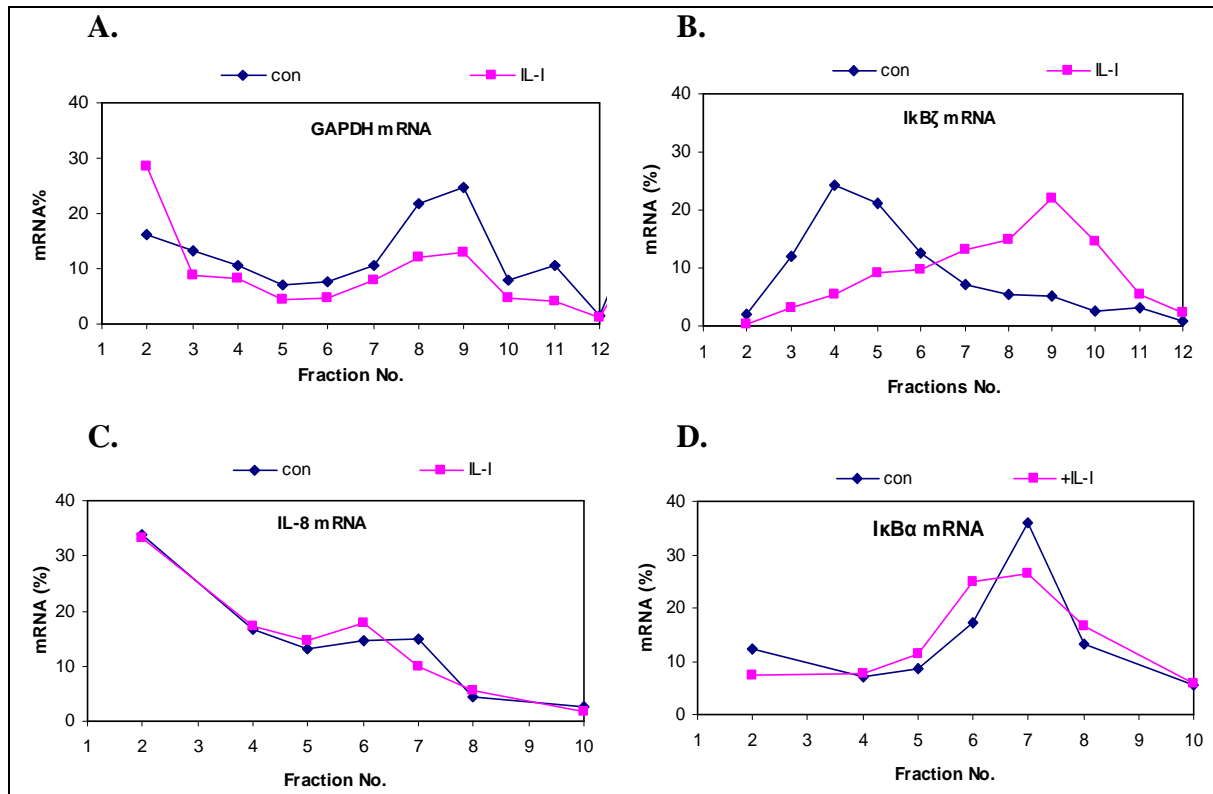 A.
con IL-I
GAPDH mRNA
mRNA%
40
30
20
10
0
1 2 3 4 5 6 7 8 9 10 11 12
Fraction No.
B.
con IL-I
IkBζ mRNA
mRNA (%)
40
30
20
10
0
1 2 3 4 5 6 7 8 9 10 11 12
Fractions No.
C.
con IL-I
IL-8 mRNA
mRNA (%)
40
30
20
10
0
1 2 3 4 5 6 7 8 9 10
Fraction No.
D.
con +IL-I
IκBα mRNA
mRNA (%)
40
30
20
10
0
1 2 3 4 5 6 7 8 9 10
Fraction No.